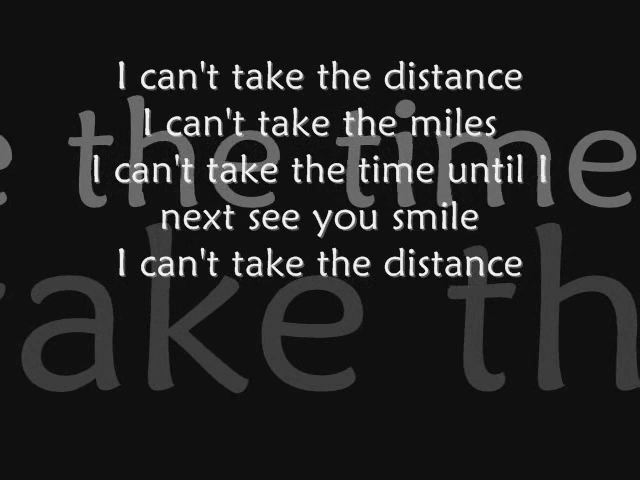 I can't take the distance
I can't take the miles
I can't take the time until I
next see you smile
I can't take the distance
e the time
take th